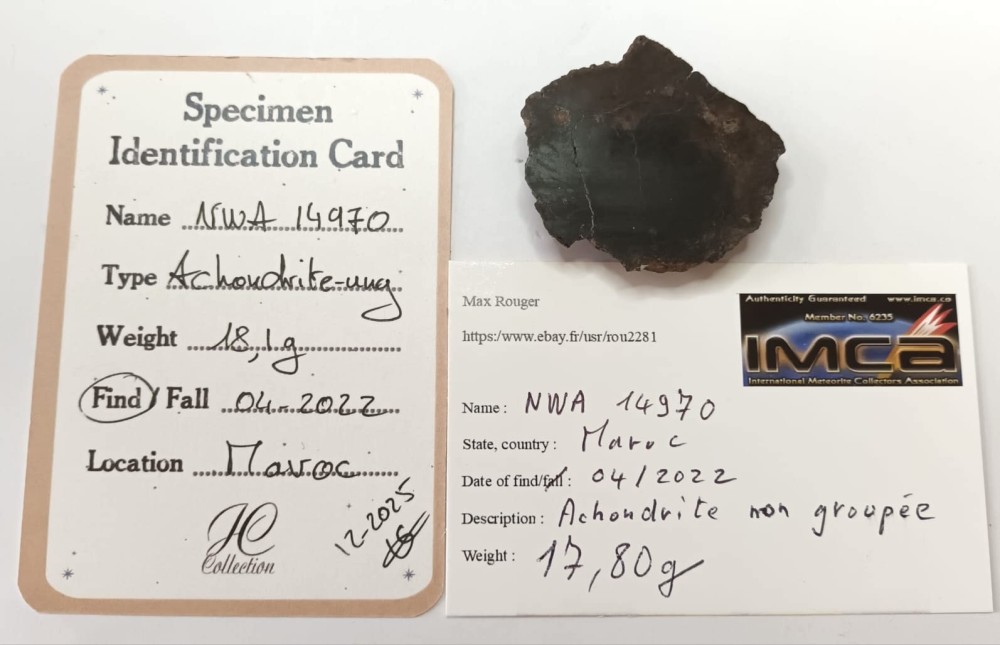 Specimen
Identification Card
Name NWA 14970
Type Achondrite-ung
Weight 18,1g
Find / Fall 04-2022
Location Maroc
JC
Collection
12-2025
Max Rouger
https://www.ebay.fr/usr/rou2281
Authenticity Guaranteed www.imca.cc
Member No. 6235
IMCA
International Meteorite Collectors Association
Name : NWA 14970
State, country : Maroc
Date of find/fall : 04/2022
Description : Achondrite non groupée
Weight : 17,80g